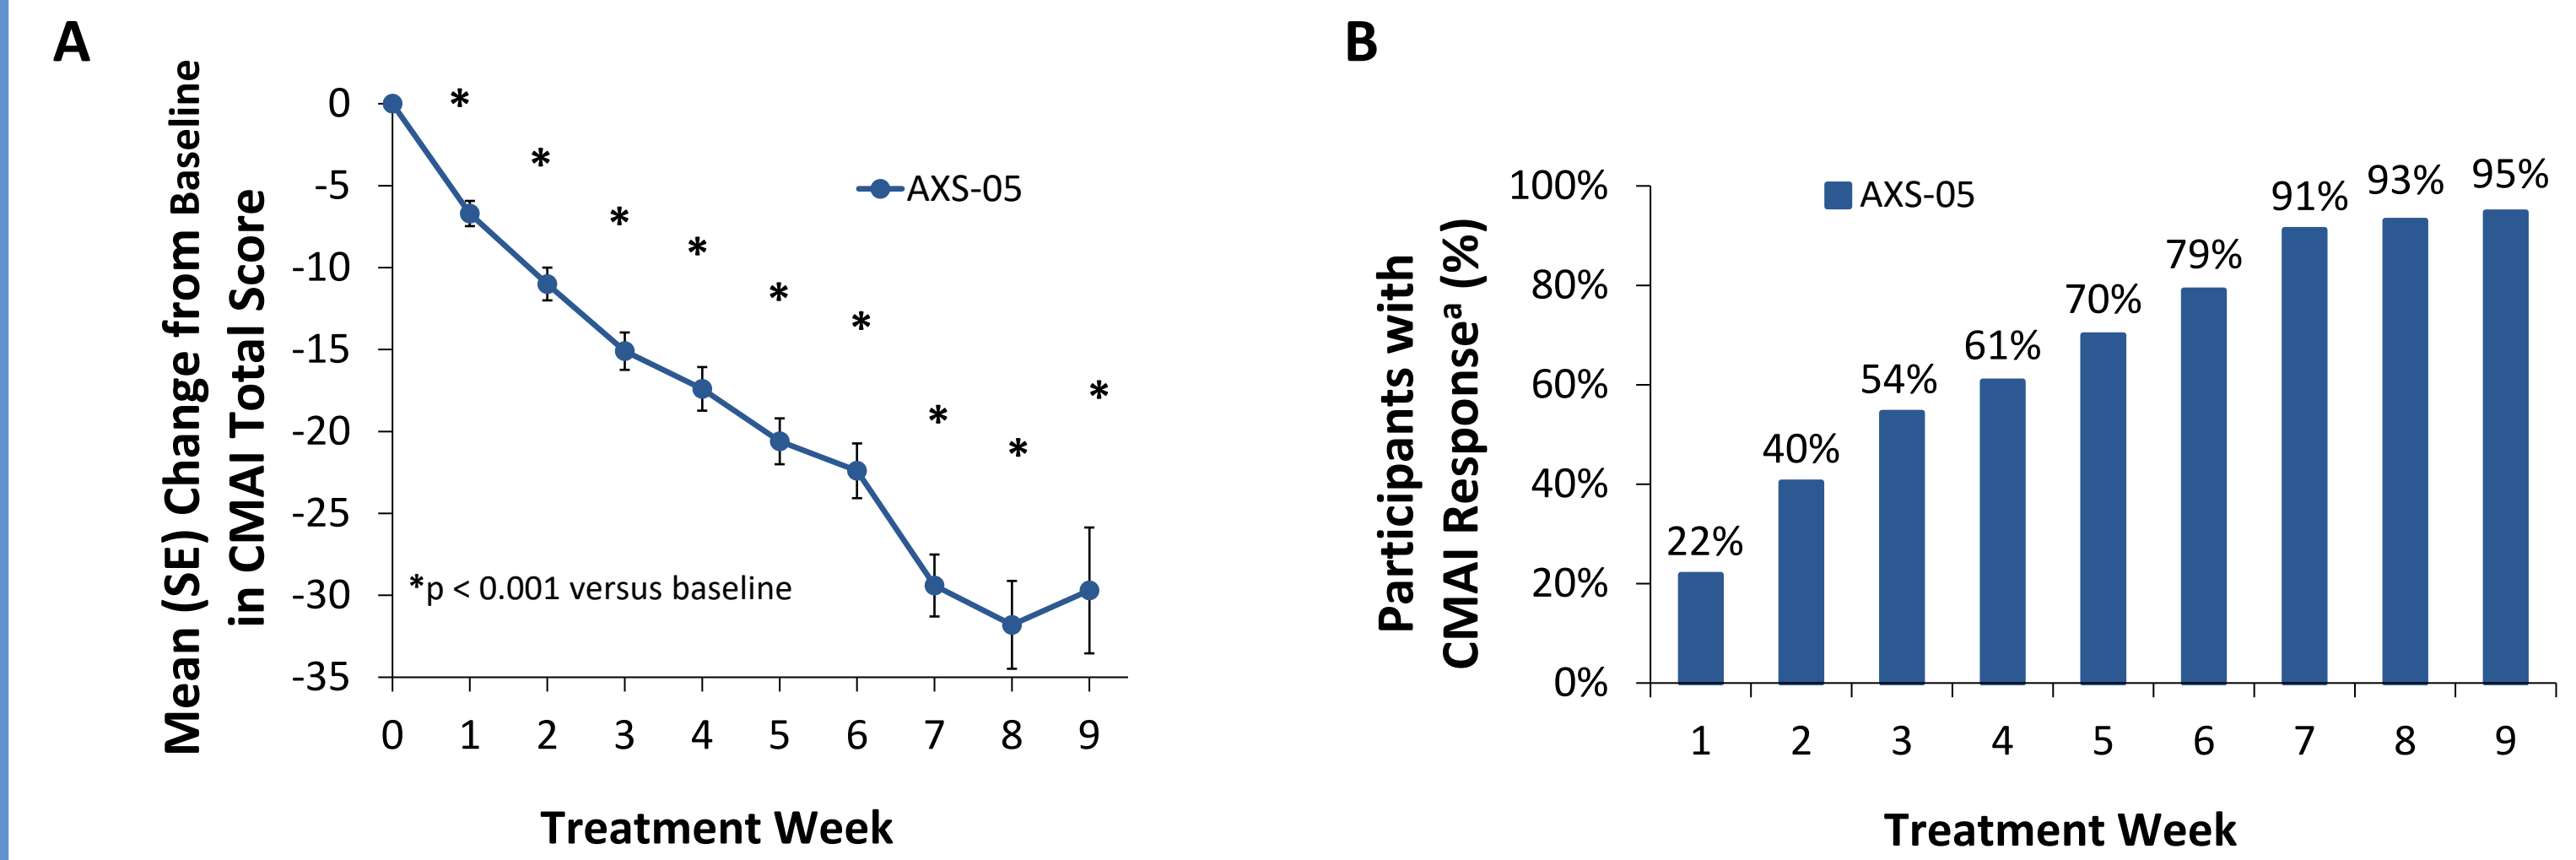 A
Mean (SE) Change from Baseline
in CMAI Total Score
0
-5
-10
-15
-20
-25
-30
-35
*
*
*
*
*
*
*
*
*
AXS-05
*p < 0.001 versus baseline
0 1 2 3 4 5 6 7 8 9
Treatment Week
B
Participants with
CMAI Responseᵃ (%)
100%
80%
60%
40%
20%
0%
AXS-05
22%
40%
54%
61%
70%
79%
91%
93%
95%
1 2 3 4 5 6 7 8 9
Treatment Week